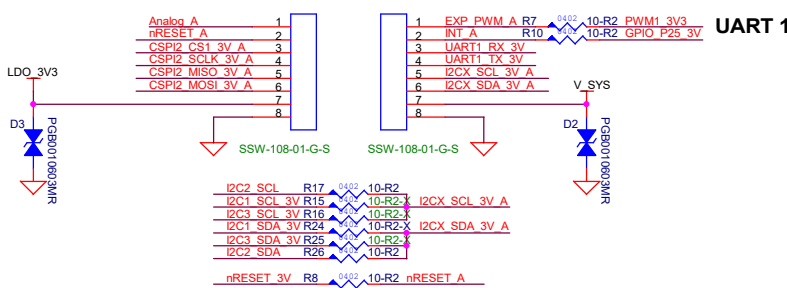 Analog_A 1 1 EXP_PWM_A R7 0402 10-R2 PWM1_3V3 UART 1
nRESET_A 2 2 INT_A R10 0402 10-R2 GPIO_P25_3V
CSPI2_CS1_3V_A 3 3 UART1_RX_3V
CSPI2_SCLK_3V_A 4 4 UART1_TX_3V
CSPI2_MISO_3V_A 5 5 I2CX_SCL_3V_A
CSPI2_MOSI_3V_A 6 6 I2CX_SDA_3V_A
LDO_3V3 7 7 V_SYS
8 8
D3 PGB0010603MR D2 PGB0010603MR
SSW-108-01-G-S SSW-108-01-G-S
I2C2_SCL R17 0402 10-R2
I2C1_SCL_3V R15 0402 10-R2-X I2CX_SCL_3V_A
I2C3_SCL_3V R16 0402 10-R2-X
I2C1_SDA_3V R24 0402 10-R2-X I2CX_SDA_3V_A
I2C3_SDA_3V R25 0402 10-R2-X
I2C2_SDA R26 0402 10-R2
nRESET_3V R8 0402 10-R2 nRESET_A